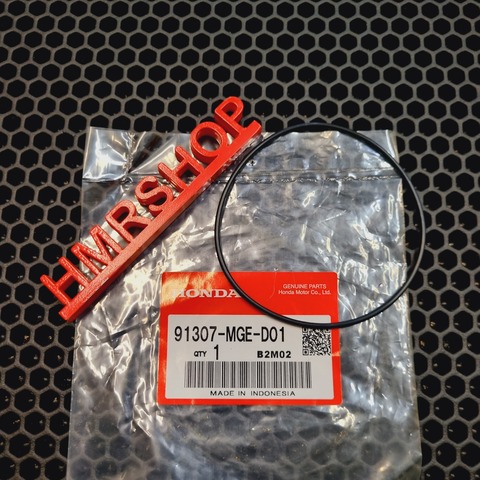 HMRSHOP
HONDA
GENUINE PARTS
Honda Motor Co., Ltd.
91307-MGE-D01
QTY 1 B2M02
MADE IN INDONESIA